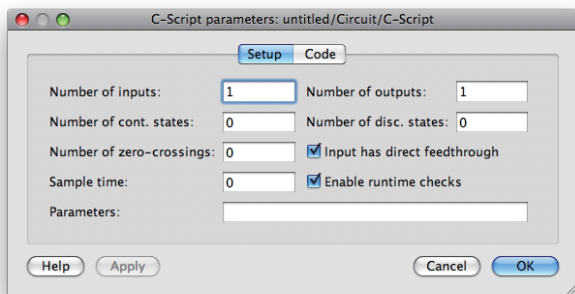 C-Script parameters: untitled/Circuit/C-Script
Setup Code
Number of inputs: 1 Number of outputs: 1
Number of cont. states: 0 Number of disc. states: 0
Number of zero-crossings: 0 Input has direct feedthrough
Sample time: 0 Enable runtime checks
Parameters:
Help Apply Cancel OK